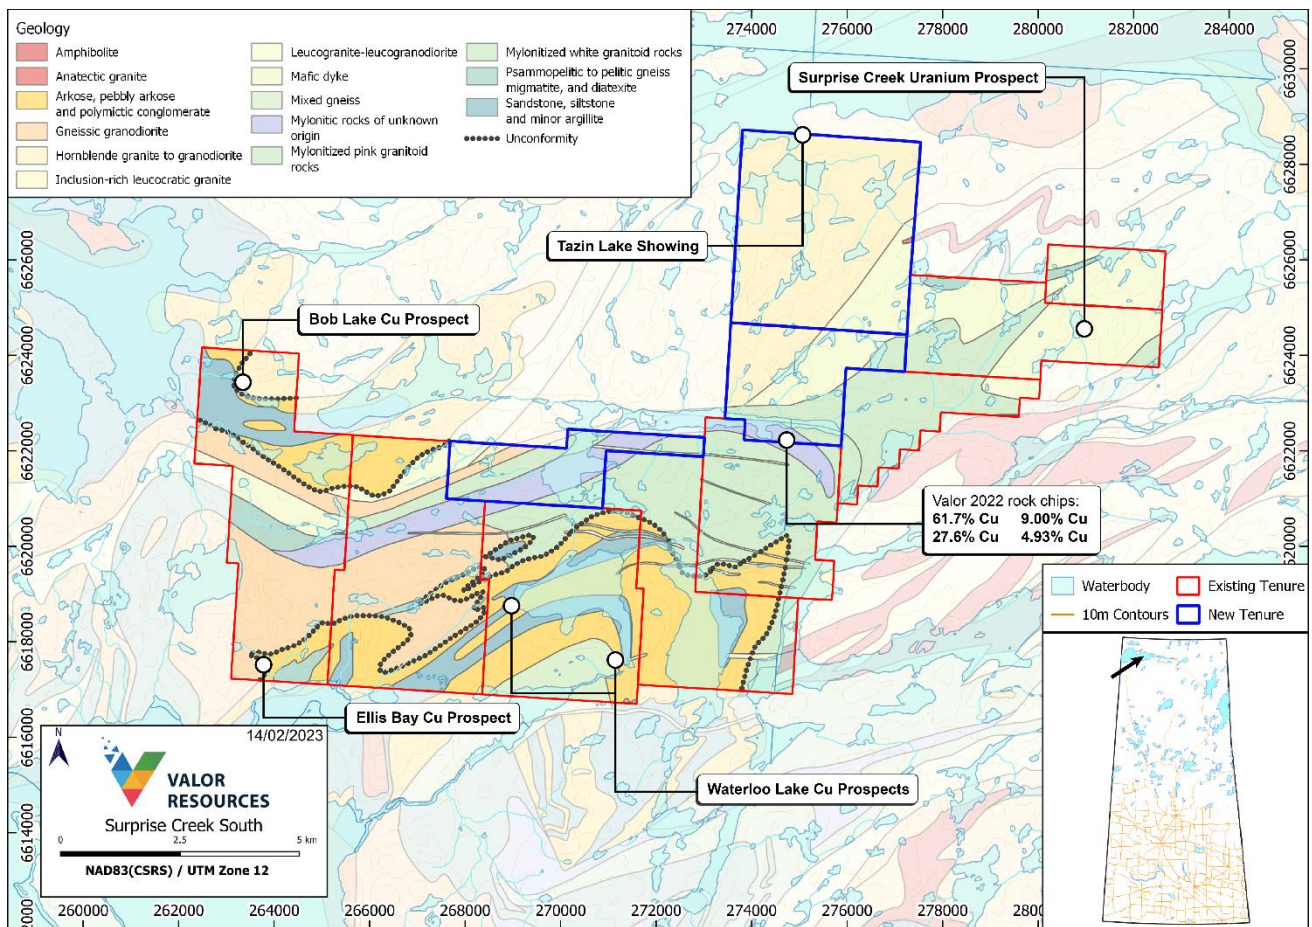 274000 276000 278000 280000 282000 284000
Geology
Amphibolite
Anatectic granite
Arkose, pebbly arkose
and polymictic conglomerate
Gneissic granodiorite
Hornblende granite to granodiorite
Inclusion-rich leucocratic granite
Leucogranite-leucogranodiorite
Mafic dyke
Mixed gneiss
Mylonitic rocks of unknown
origin
Mylonitized pink granitoid
rocks
Mylonitized white granitoid rocks
Psammopelitic to pelitic gneiss
migmatite, and diatexite
Sandstone, siltstone
and minor argillite
Unconformity
Surprise Creek Uranium Prospect
Tazin Lake Showing
Bob Lake Cu Prospect
Valor 2022 rock chips:
61.7% Cu 9.00% Cu
27.6% Cu 4.93% Cu
Ellis Bay Cu Prospect
Waterloo Lake Cu Prospects
6630000
6628000
6626000
6624000
6622000
6620000
6626000
6624000
6622000
6620000
6618000
6616000
6614000
Waterbody
10m Contours
Existing Tenure
New Tenure
14/02/2023
N
VALOR
RESOURCES
Surprise Creek South
0 2.5 5 km
NAD83(CSRS) / UTM Zone 12
260000 262000 264000 266000 268000 270000 272000 274000 276000 278000